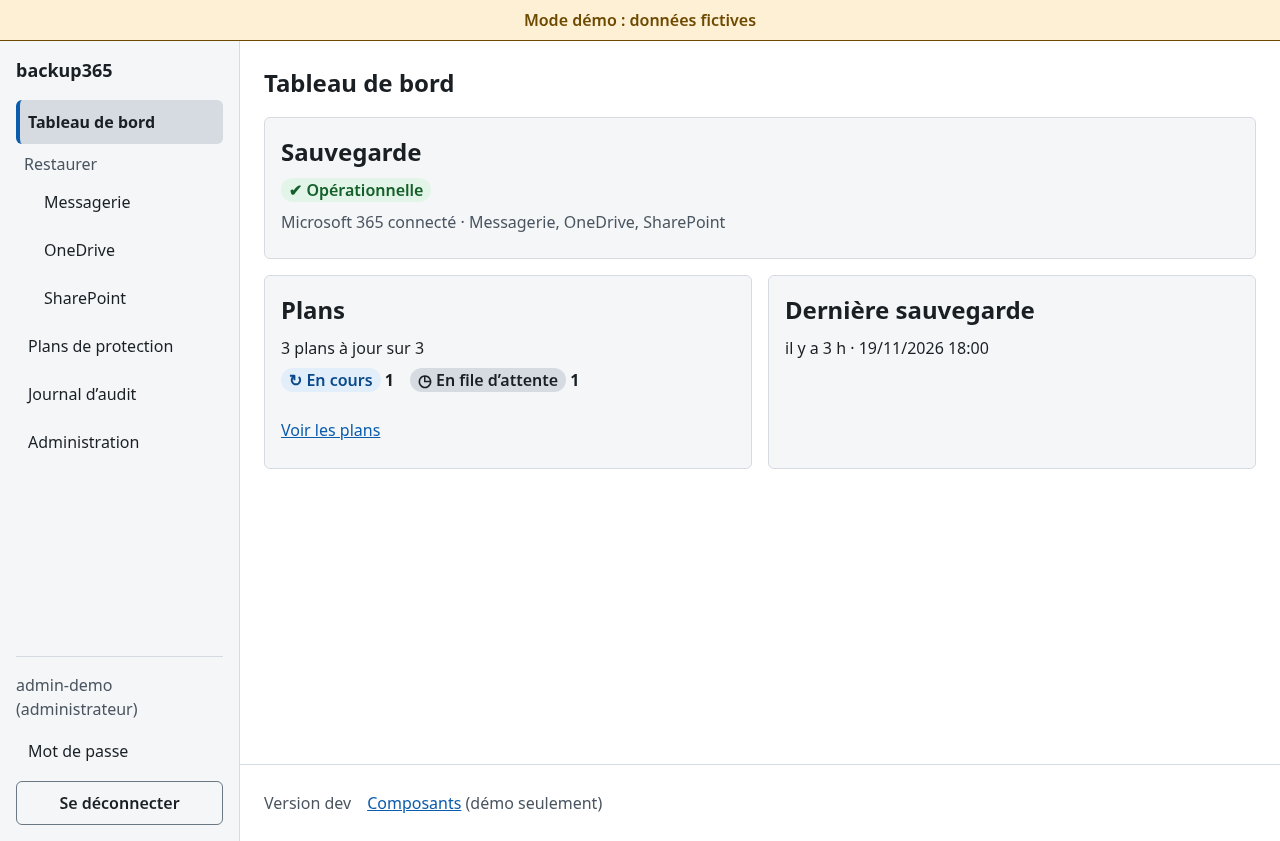 Mode démo : données fictives
backup365
Tableau de bord
Restaurer
Messagerie
OneDrive
SharePoint
Plans de protection
Journal d’audit
Administration
admin-demo
(administrateur)
Mot de passe
Se déconnecter
Tableau de bord
Sauvegarde
✔ Opérationnelle
Microsoft 365 connecté · Messagerie, OneDrive, SharePoint
Plans
3 plans à jour sur 3
↻ En cours 1 ◷ En file d’attente 1
Voir les plans
Dernière sauvegarde
il y a 3 h · 19/11/2026 18:00
Version dev Composants (démo seulement)